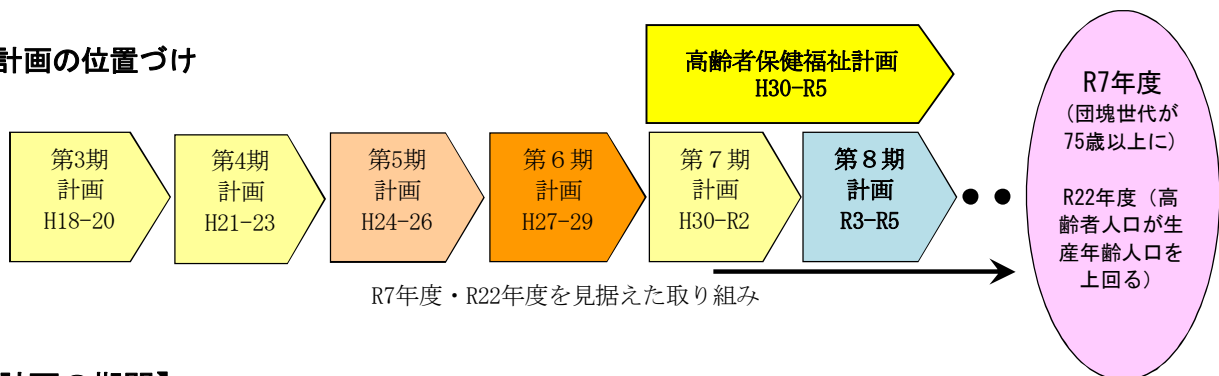 計画の位置づけ
高齢者保健福祉計画
H30-R5
第3期
計画
H18-20
第4期
計画
H21-23
第5期
計画
H24-26
第６期
計画
H27-29
第７期
計画
H30-R2
第８期
計画
R3-R5
●●
R7年度
（団塊世代が
75歳以上に）
R22年度（高
齢者人口が生
産年齢人口を
上回る）
R7年度・R22年度を見据えた取り組み